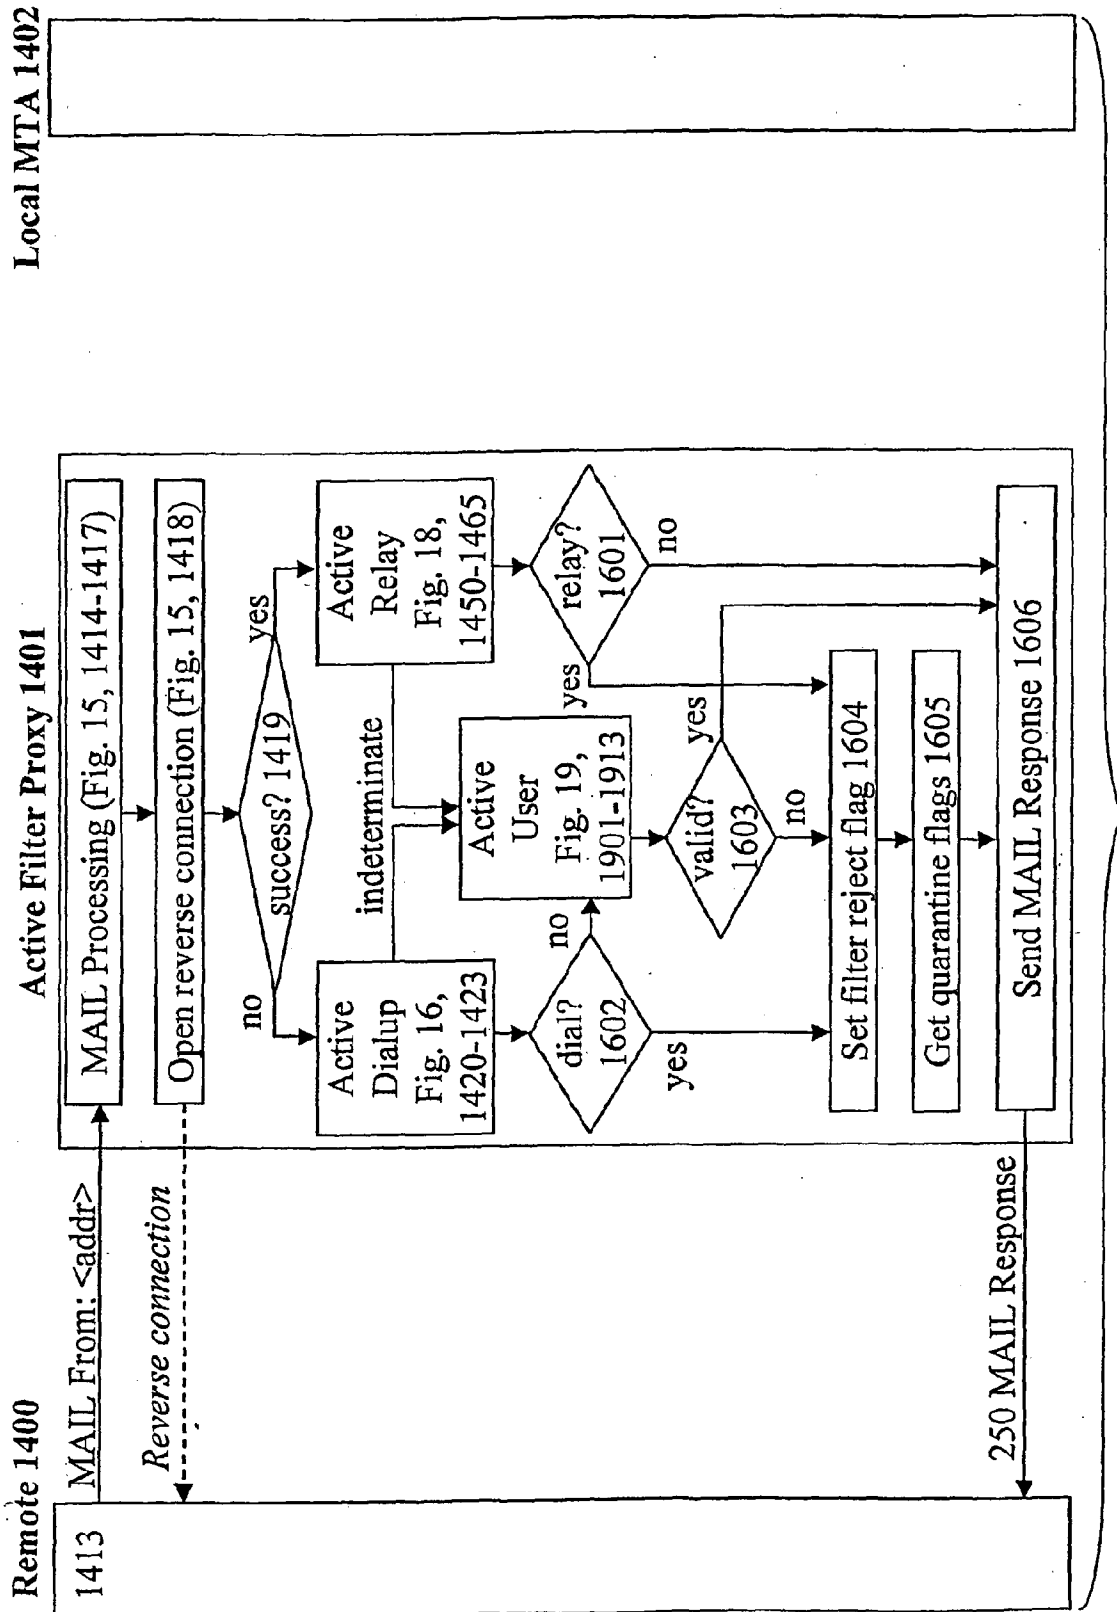 Remote 1400
Active Filter Proxy 1401
Local MTA 1402
1413
MAIL From: <addr>
MAIL Processing (Fig. 15, 1414-1417)
Reverse connection
Open reverse connection (Fig. 15, 1418)
success? 1419
no
yes
Active
Dialup
Fig. 16,
1420-1423
indeterminate
Active
Relay
Fig. 18,
1450-1465
Active
User
Fig. 19,
1901-1913
dial?
1602
no
yes
relay?
1601
yes
no
valid?
1603
yes
no
Set filter reject flag 1604
Get quarantine flags 1605
Send MAIL Response 1606
250 MAIL Response